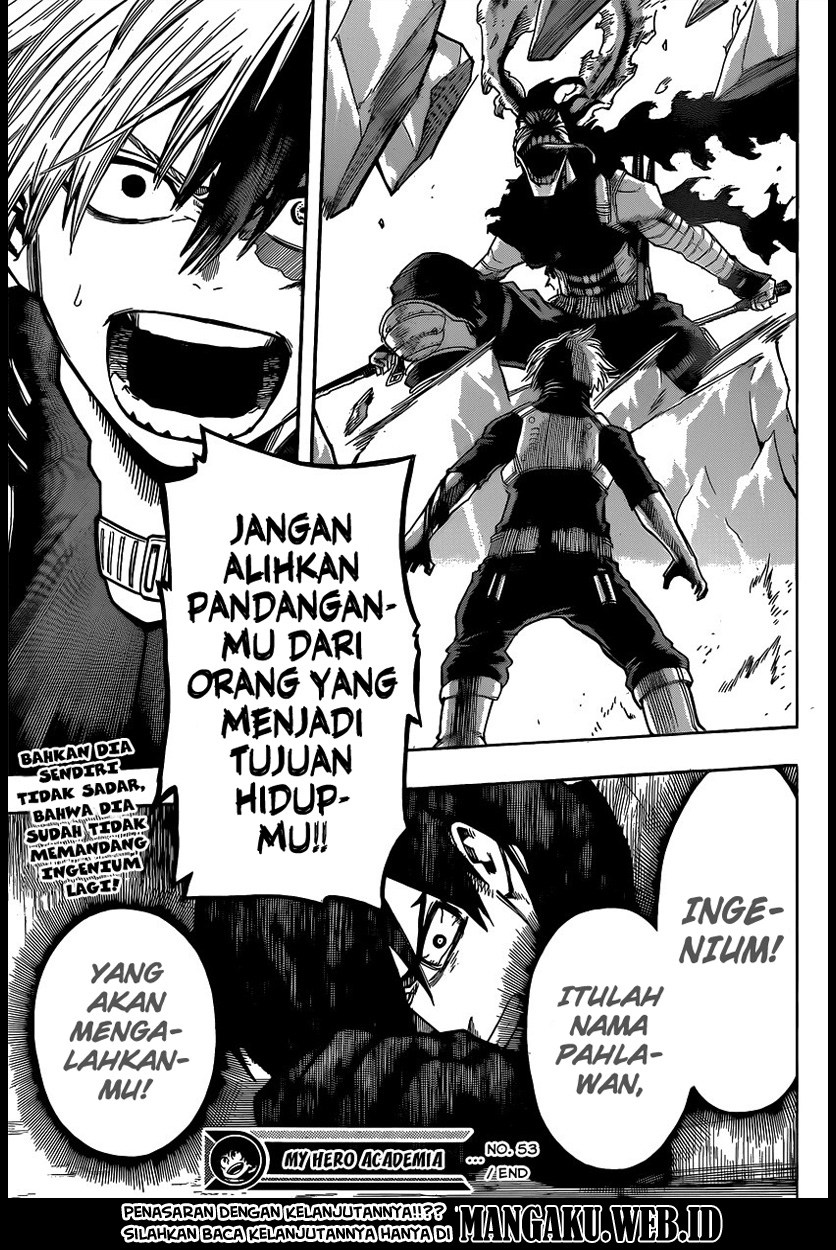 JANGAN
ALIHKAN
PANDANGAN-
MU DARI
ORANG YANG
MENJADI
TUJUAN
HIDUP-
MU!!
BAHKAN DIA
SENDIRI
TIDAK SADAR,
BAHWA DIA
SUDAH TIDAK
MEMANDANG
INGENIUM
LAGI!
INGE-
NIUM!
ITULAH
NAMA
PAHLA-
WAN,
YANG
AKAN
MENGA-
LAHKAN-
MU!
MY HERO ACADEMIA
... NO. 53
/ END
PENASARAN DENGAN KELANJUTANNYA!!??
SILAHKAN BACA KELANJUTANNYA HANYA DI MANGAKU.WEB.ID